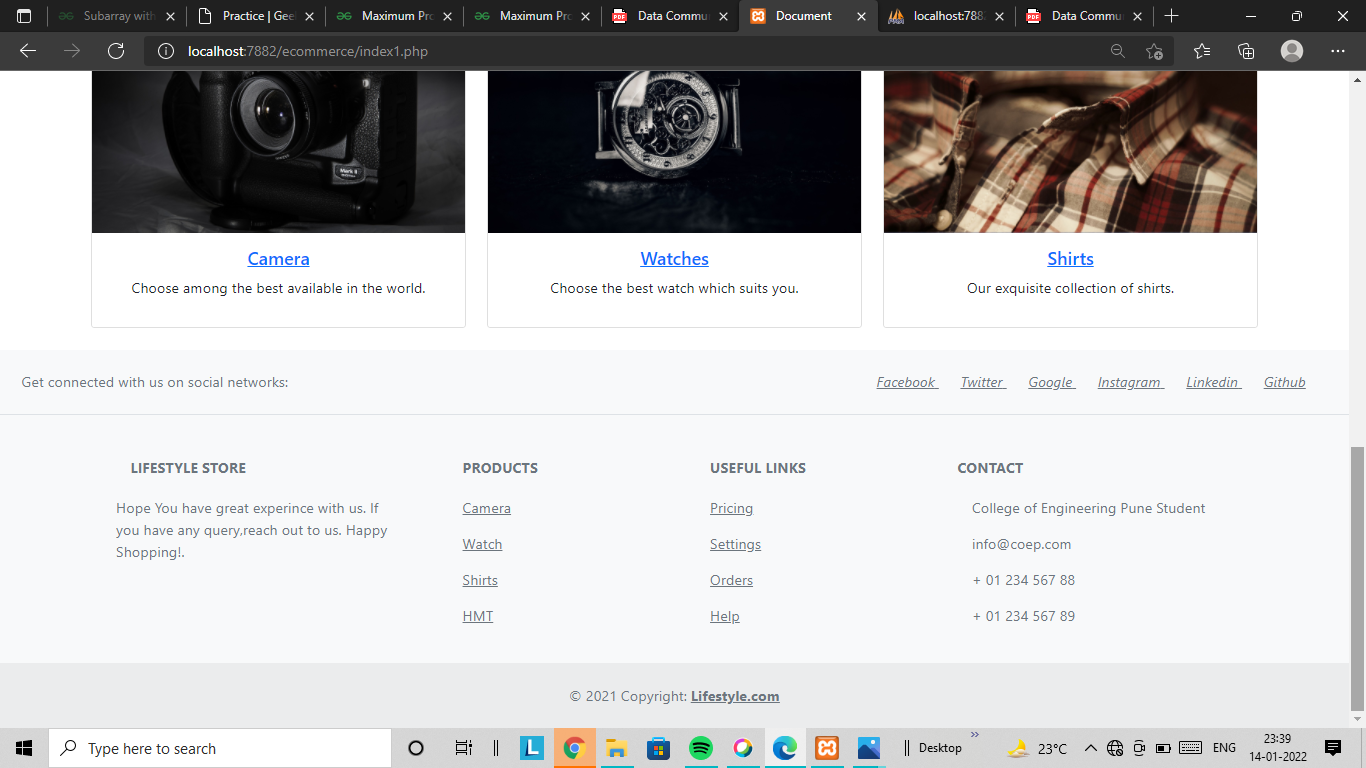 Subarray with
Practice | Gee
Maximum Pro
Maximum Pro
Data Commu
Document
localhost:788
Data Commu
localhost:7882/ecommerce/index1.php
Mark II
Camera
Choose among the best available in the world.
Watches
Choose the best watch which suits you.
Shirts
Our exquisite collection of shirts.
Get connected with us on social networks:
Facebook Twitter Google Instagram Linkedin Github
LIFESTYLE STORE
Hope You have great experince with us. If
you have any query,reach out to us. Happy
Shopping!.
PRODUCTS
Camera
Watch
Shirts
HMT
USEFUL LINKS
Pricing
Settings
Orders
Help
CONTACT
College of Engineering Pune Student
info@coep.com
+ 01 234 567 88
+ 01 234 567 89
© 2021 Copyright: Lifestyle.com
Type here to search
L
Desktop
23°C
ENG
23:39
14-01-2022